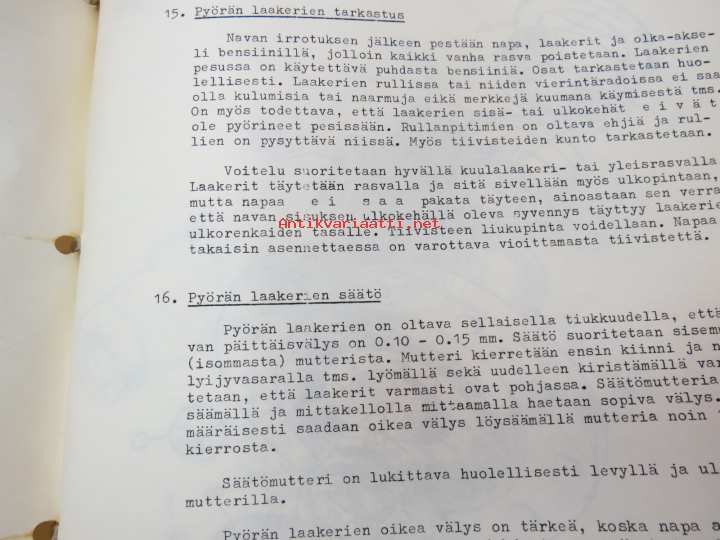 15. Pyörän laakerien tarkastus
Navan irrotuksen jälkeen pestään napa, laakerit ja olka-akse-
li bensiinillä, jolloin kaikki vanha rasva poistetaan. Laakerien
pesussa on käytettävä puhdasta bensiiniä. Osat tarkastetaan huo-
lellisesti. Laakerien rullissa tai niiden vierintäradoissa ei saa
olla kulumisia tai naarmuja eikä merkkejä kuumana käymisestä tms.
On myös todettava, että laakerien sisä- tai ulkokehät e i v ä t
ole pyörineet pesissään. Rullanpitimien on oltava ehjiä ja rul-
lien on pysyttävä niissä. Myös tiivisteiden kunto tarkastetaan.
Voitelu suoritetaan hyvällä kuulalaakeri- tai yleisrasvalla
Laakerit täytetään rasvalla ja sitä sivellään myös ulkopintaan,
mutta napaa e i s a a pakata täyteen, ainoastaan sen verra
että navan sisuksen ulkokehällä oleva syvennys täyttyy laakerie
Antikvariaatti.net
ulkorenkaiden tasalle. Tiivisteen liukupinta voidellaan. Napaa
takaisin asennettaessa on varottava vioittamasta tiivistettä.
16. Pyörän laakerien säätö
Pyörän laakerien on oltava sellaisella tiukkuudella, että
van päittäisvälys on 0.10 - 0.15 mm. Säätö suoritetaan sisemm
(isommasta) mutterista. Mutteri kierretään ensin kiinni ja n
lyijyvasaralla tms. lyömällä sekä uudelleen kiristämällä var
tetaan, että laakerit varmasti ovat pohjassa. Säätömutteria
säämällä ja mittakellolla mittaamalla haetaan sopiva välys.
määräisesti saadaan oikea välys löysäämällä mutteria noin
kierrosta.
Säätömutteri on lukittava huolellisesti levyllä ja ul
mutterilla.
Pyörän laakerien oikea välys on tärkeä, koska napa a